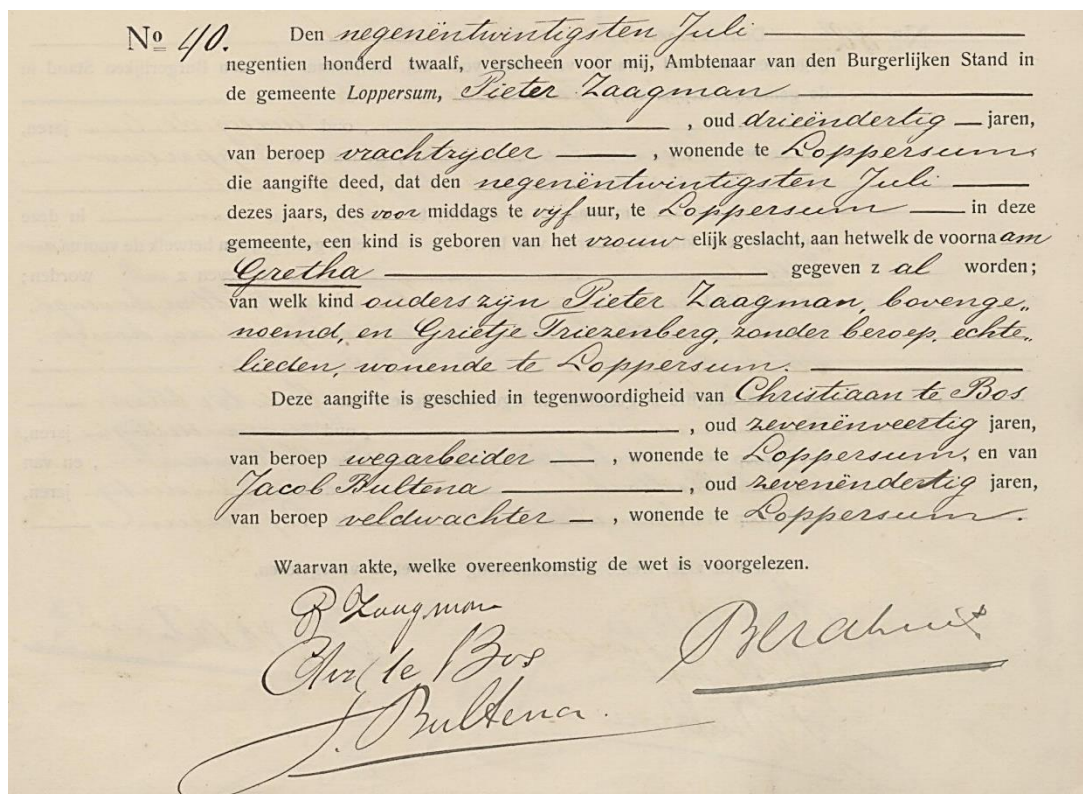 Nº 40. Den negenëntwintigsten Juli
negentien honderd twaalf, verscheen voor mij, Ambtenaar van den Burgerlijken Stand in
de gemeente Loppersum, Pieter Zaagman
, oud drieëndertig jaren,
van beroep vrachtrijder, wonende te Loppersum,
die aangifte deed, dat den negenëntwintigsten Juli
dezes jaars, des voor middags te vijf uur, te Loppersum in deze
gemeente, een kind is geboren van het vrouw elijk geslacht, aan hetwelk de voorna am
Gretha gegeven z al worden;
van welk kind ouders zijn Pieter Zaagman, bovenge„
noemd, en Grietje Triezenberg, zonder beroep, echte„
lieden, wonende te Loppersum.
Deze aangifte is geschied in tegenwoordigheid van Christiaan te Bos
, oud zevenënveertig jaren,
van beroep wegarbeider, wonende te Loppersum, en van
Jacob Bultena, oud zevenëndertig jaren,
van beroep veldwachter, wonende te Loppersum.
Waarvan akte, welke overeenkomstig de wet is voorgelezen.
P Zaagman
Chr te Bos
J. Bultena.